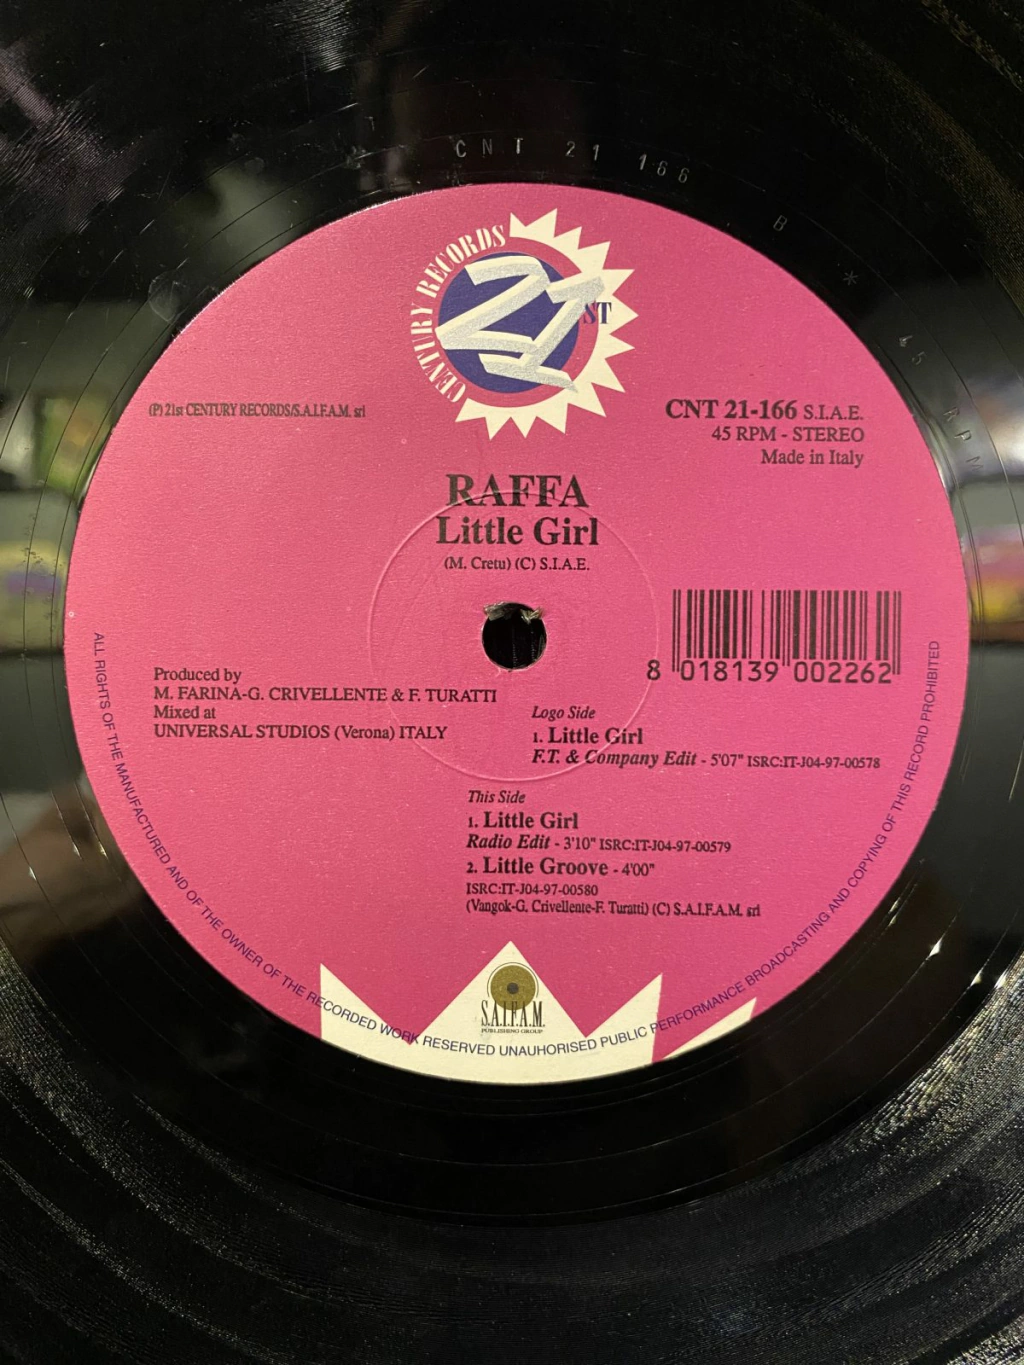 CNT 21 166 B * 45 RPM
CENTURY RECORDS
21ST
(P) 21st CENTURY RECORDS/S.A.I.F.A.M. srl
CNT 21-166 S.I.A.E.
45 RPM - STEREO
Made in Italy
RAFFA
Little Girl
(M. Cretu) (C) S.I.A.E.
8 018139 002262
Produced by
M. FARINA-G. CRIVELLENTE & F. TURATTI
Mixed at
UNIVERSAL STUDIOS (Verona) ITALY
Logo Side
1. Little Girl
F.T. & Company Edit - 5'07" ISRC:IT-J04-97-00578
This Side
1. Little Girl
Radio Edit - 3'10" ISRC:IT-J04-97-00579
2. Little Groove - 4'00"
ISRC:IT-J04-97-00580
(Vangok-G. Crivellente-F. Turatti) (C) S.A.I.F.A.M. srl
S.A.I.F.A.M.
PUBLISHING GROUP
ALL RIGHTS OF THE MANUFACTURED AND OF THE OWNER OF THE RECORDED WORK RESERVED UNAUHORISED PUBLIC PERFORMANCE BROADCASTING AND COPYING OF THIS RECORD PROHIBITED